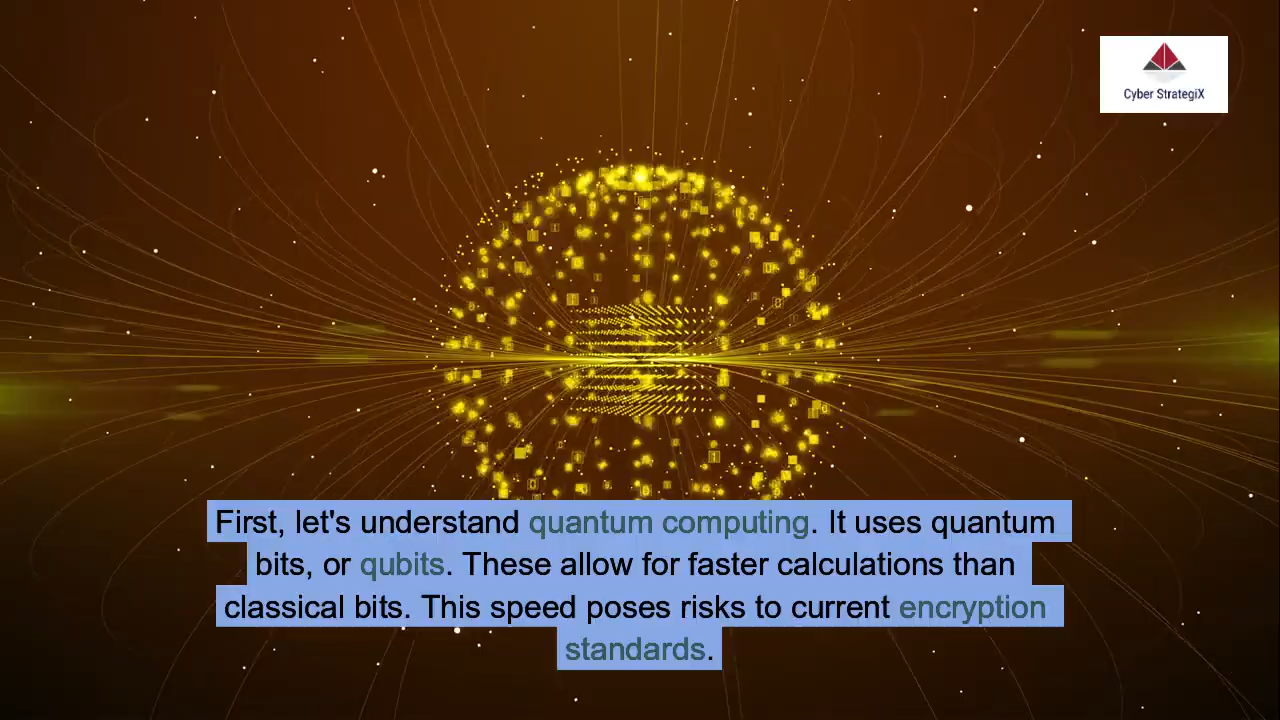 Cyber StrategiX
First, let's understand quantum computing. It uses quantum
bits, or qubits. These allow for faster calculations than
classical bits. This speed poses risks to current encryption
standards.